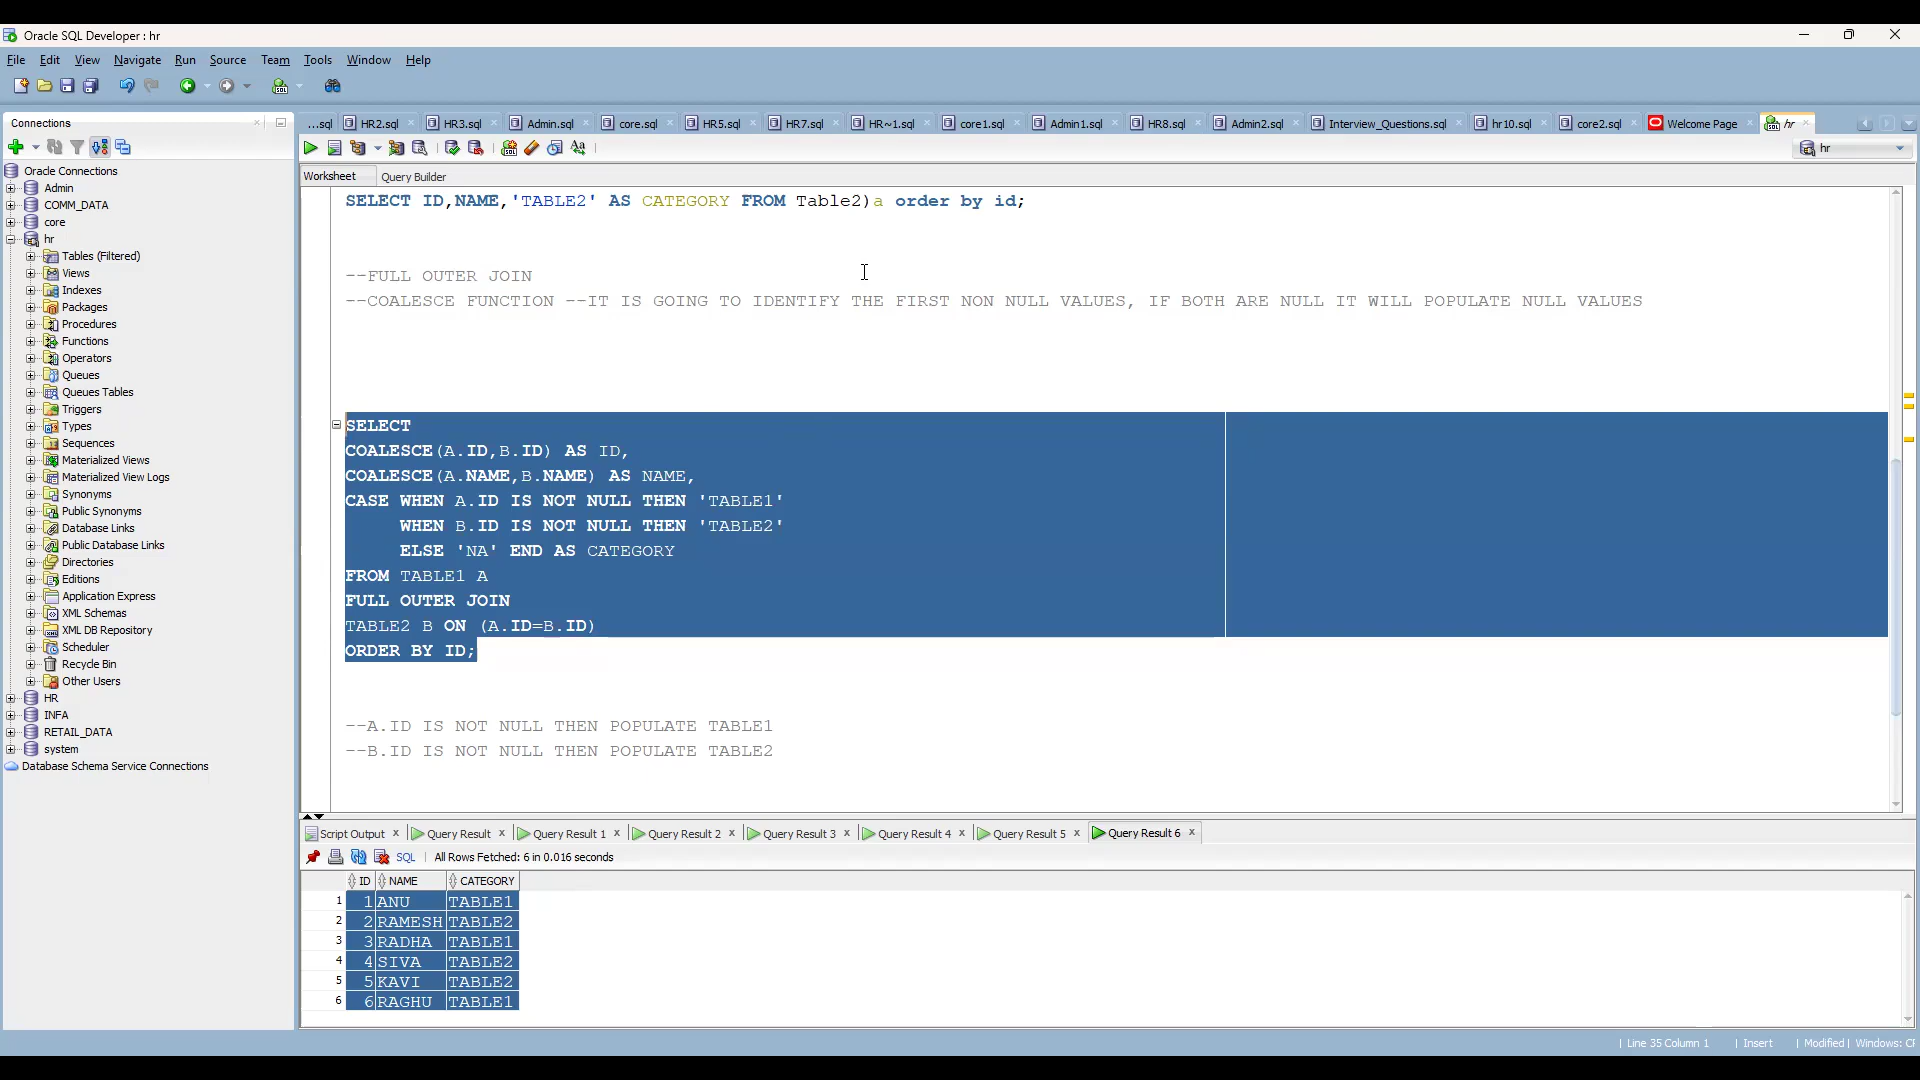 Oracle SQL Developer : hr
File Edit View Navigate Run Source Team Tools Window Help
Connections
...sql HR2.sql HR3.sql Admin.sql core.sql HR5.sql HR7.sql HR~1.sql core1.sql Admin1.sql HR8.sql Admin2.sql Interview_Questions.sql hr10.sql core2.sql Welcome Page hr
hr
Worksheet Query Builder
Oracle Connections
Admin
COMM_DATA
core
hr
Tables (Filtered)
Views
Indexes
Packages
Procedures
Functions
Operators
Queues
Queues Tables
Triggers
Types
Sequences
Materialized Views
Materialized View Logs
Synonyms
Public Synonyms
Database Links
Public Database Links
Directories
Editions
Application Express
XML Schemas
XML DB Repository
Scheduler
Recycle Bin
Other Users
HR
INFA
RETAIL_DATA
system
Database Schema Service Connections
SELECT ID,NAME,'TABLE2' AS CATEGORY FROM Table2)a order by id;
--FULL OUTER JOIN
--COALESCE FUNCTION --IT IS GOING TO IDENTIFY THE FIRST NON NULL VALUES, IF BOTH ARE NULL IT WILL POPULATE NULL VALUES
SELECT
COALESCE(A.ID,B.ID) AS ID,
COALESCE(A.NAME,B.NAME) AS NAME,
CASE WHEN A.ID IS NOT NULL THEN 'TABLE1'
WHEN B.ID IS NOT NULL THEN 'TABLE2'
ELSE 'NA' END AS CATEGORY
FROM TABLE1 A
FULL OUTER JOIN
TABLE2 B ON (A.ID=B.ID)
ORDER BY ID;
--A.ID IS NOT NULL THEN POPULATE TABLE1
--B.ID IS NOT NULL THEN POPULATE TABLE2
Script Output Query Result Query Result 1 Query Result 2 Query Result 3 Query Result 4 Query Result 5 Query Result 6
SQL All Rows Fetched: 6 in 0.016 seconds
ID NAME CATEGORY
1 1 ANU TABLE1
2 2 RAMESH TABLE2
3 3 RADHA TABLE1
4 4 SIVA TABLE2
5 5 KAVI TABLE2
6 6 RAGHU TABLE1
Line 35 Column 1 Insert Modified Windows: CF